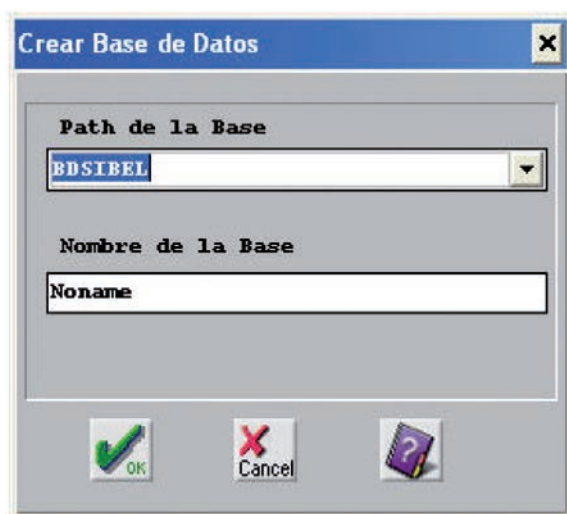 Crear Base de Datos
Path de la Base
BDSIBEL
Nombre de la Base
Noname
OK
Cancel
?